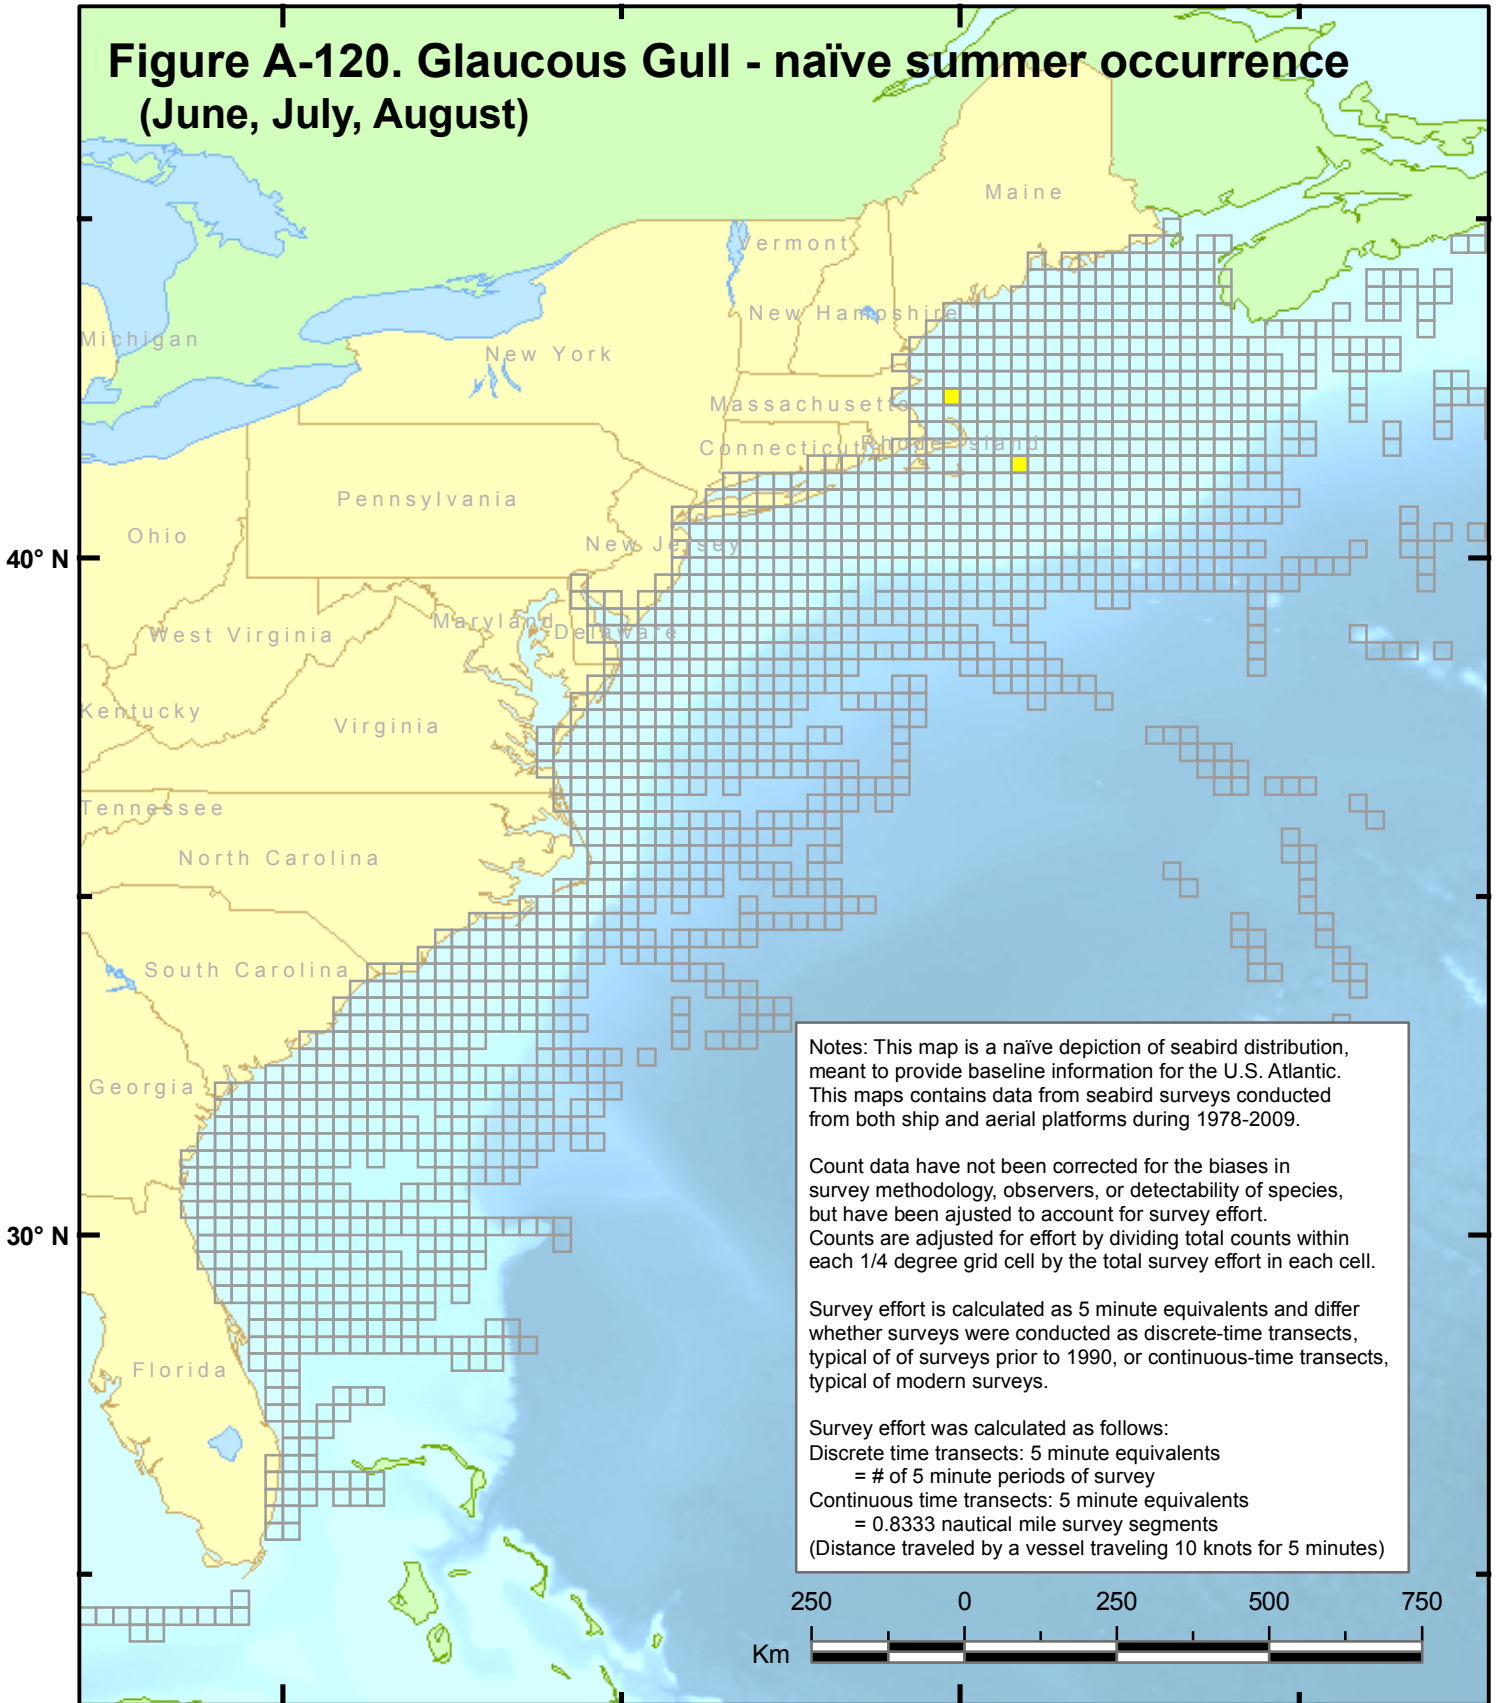 Figure A-120. Glaucous Gull - naïve summer occurrence
(June, July, August)
Maine
Vermont
New Hampshire
Michigan
New York
Massachusetts
Connecticut
Rhode Island
Pennsylvania
Ohio
New Jersey
40° N
West Virginia
Maryland
Delaware
Kentucky
Virginia
Tennessee
North Carolina
South Carolina
Georgia
30° N
Florida
Notes: This map is a naïve depiction of seabird distribution,
meant to provide baseline information for the U.S. Atlantic.
This maps contains data from seabird surveys conducted
from both ship and aerial platforms during 1978-2009.
Count data have not been corrected for the biases in
survey methodology, observers, or detectability of species,
but have been ajusted to account for survey effort.
Counts are adjusted for effort by dividing total counts within
each 1/4 degree grid cell by the total survey effort in each cell.
Survey effort is calculated as 5 minute equivalents and differ
whether surveys were conducted as discrete-time transects,
typical of of surveys prior to 1990, or continuous-time transects,
typical of modern surveys.
Survey effort was calculated as follows:
Discrete time transects: 5 minute equivalents
= # of 5 minute periods of survey
Continuous time transects: 5 minute equivalents
= 0.8333 nautical mile survey segments
(Distance traveled by a vessel traveling 10 knots for 5 minutes)
250 0 250 500 750
Km